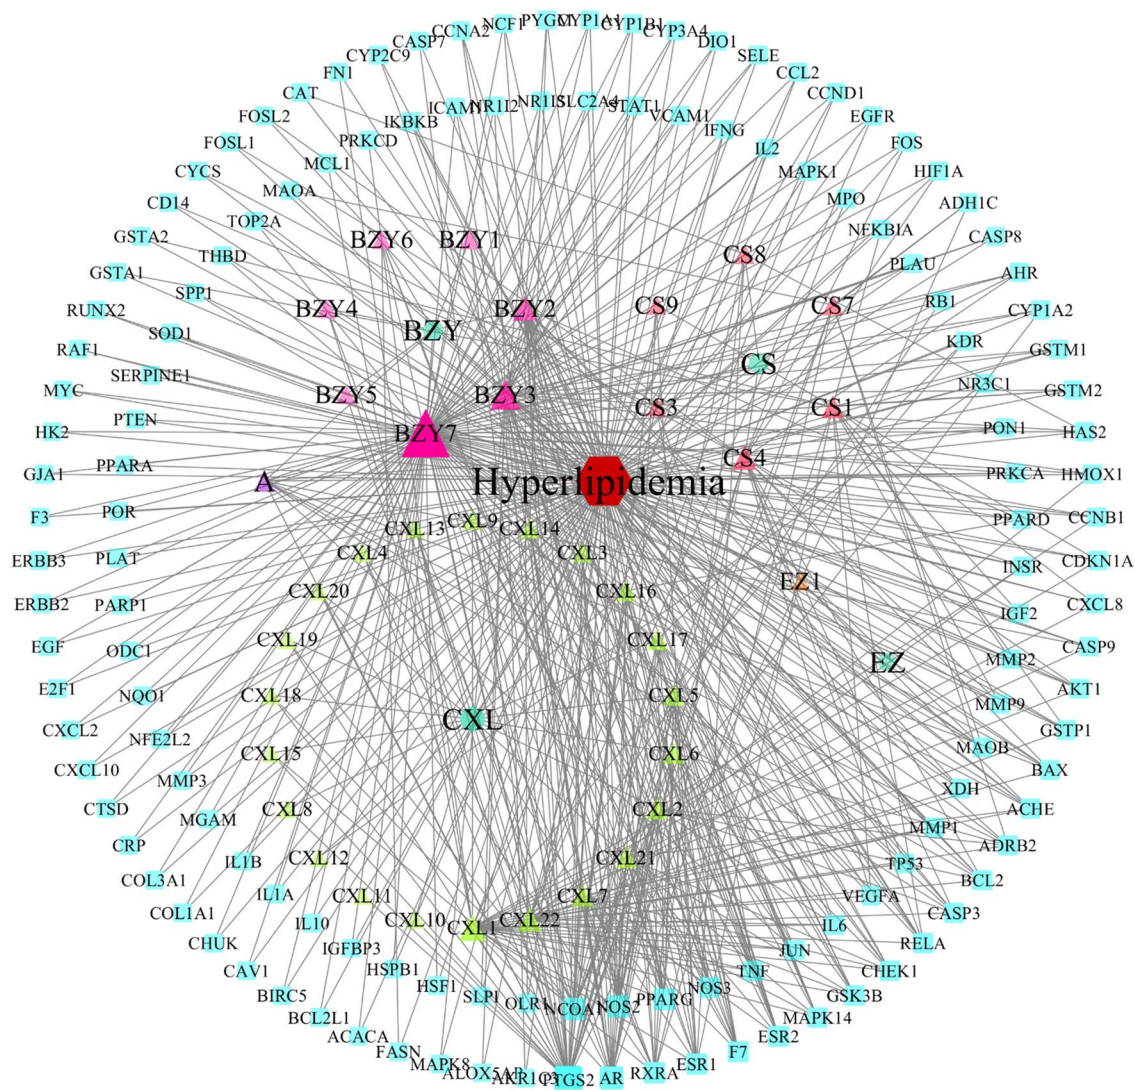 PYGM
CYP1A1
NCF1
CYP1B1
CCNA2
CYP3A4
CASP7
DIO1
CYP2C9
SELE
FN1
CCL2
CAT
CCND1
FOSL2
EGFR
FOSL1
FOS
CYCS
HIF1A
CD14
ADH1C
GSTA2
CASP8
GSTA1
AHR
RUNX2
CYP1A2
RAF1
GSTM1
MYC
GSTM2
HK2
HAS2
GJA1
HMOX1
F3
CCNB1
ERBB3
CDKN1A
ERBB2
CXCL8
EGF
CASP9
E2F1
AKT1
CXCL2
GSTP1
CXCL10
BAX
CTSD
ACHE
CRP
ADRB2
COL3A1
BCL2
COL1A1
CASP3
CHUK
RELA
CAV1
CHEK1
BIRC5
GSK3B
BCL2L1
MAPK14
ACACA
ESR2
FASN
F7
MAPK8
ESR1
ALOX5AP
RXRA
AKR1C3
PTGS2
AR
ICAM1
NR1I2
NR1I3
SLC2A4
STAT1
VCAM1
IKBKB
IFNG
PRKCD
IL2
MCL1
MAPK1
MAOA
MPO
TOP2A
NFKBIA
THBD
PLAU
SPP1
RB1
SOD1
KDR
SERPINE1
NR3C1
PTEN
PON1
PPARA
PRKCA
POR
PPARD
PLAT
INSR
PARP1
IGF2
ODC1
MMP2
NQO1
MMP9
NFE2L2
MAOB
MMP3
XDH
MGAM
MMP1
IL1B
TP53
IL1A
VEGFA
IL10
IL6
IGFBP3
JUN
HSPB1
TNF
HSF1
NOS3
SLPI
PPARG
OLR1
NCOA1
NOS2
BZY6
BZY1
CS8
BZY4
BZY2
CS9
CS7
BZY
CS
BZY5
BZY3
CS3
CS1
BZY7
CS4
A
Hyperlipidemia
CXL13
CXL9
CXL14
CXL4
CXL3
CXL20
CXL16
EZ1
CXL19
CXL17
EZ
CXL18
CXL5
CXL
CXL15
CXL6
CXL8
CXL2
CXL12
CXL21
CXL11
CXL7
CXL10
CXL1
CXL22